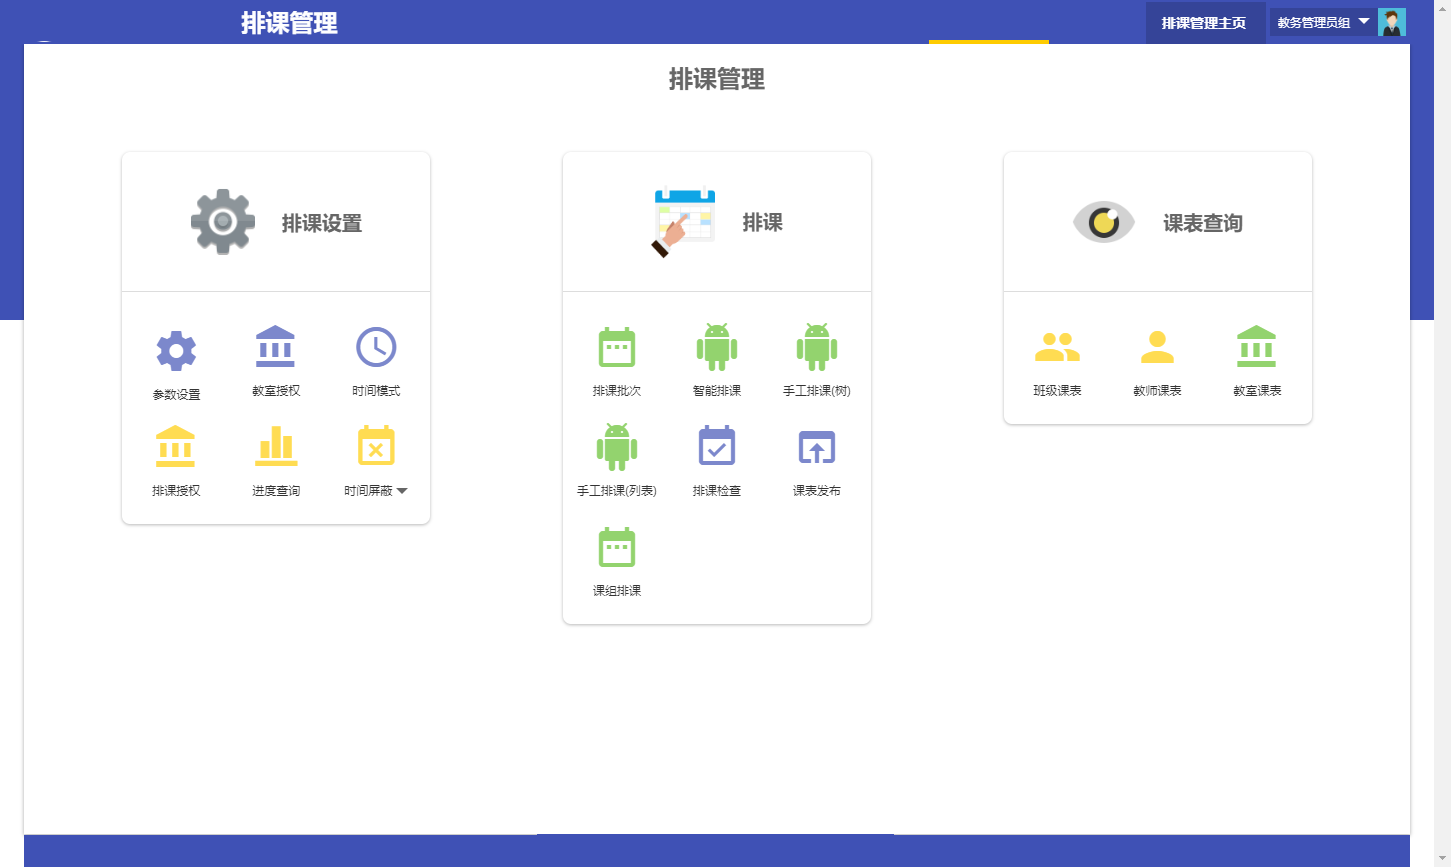 排课管理
排课管理主页
教务管理员组
排课管理
排课设置
参数设置
教室授权
时间模式
排课授权
进度查询
时间屏蔽
排课
排课批次
智能排课
手工排课(树)
手工排课(列表)
排课检查
课表发布
课组排课
课表查询
班级课表
教师课表
教室课表